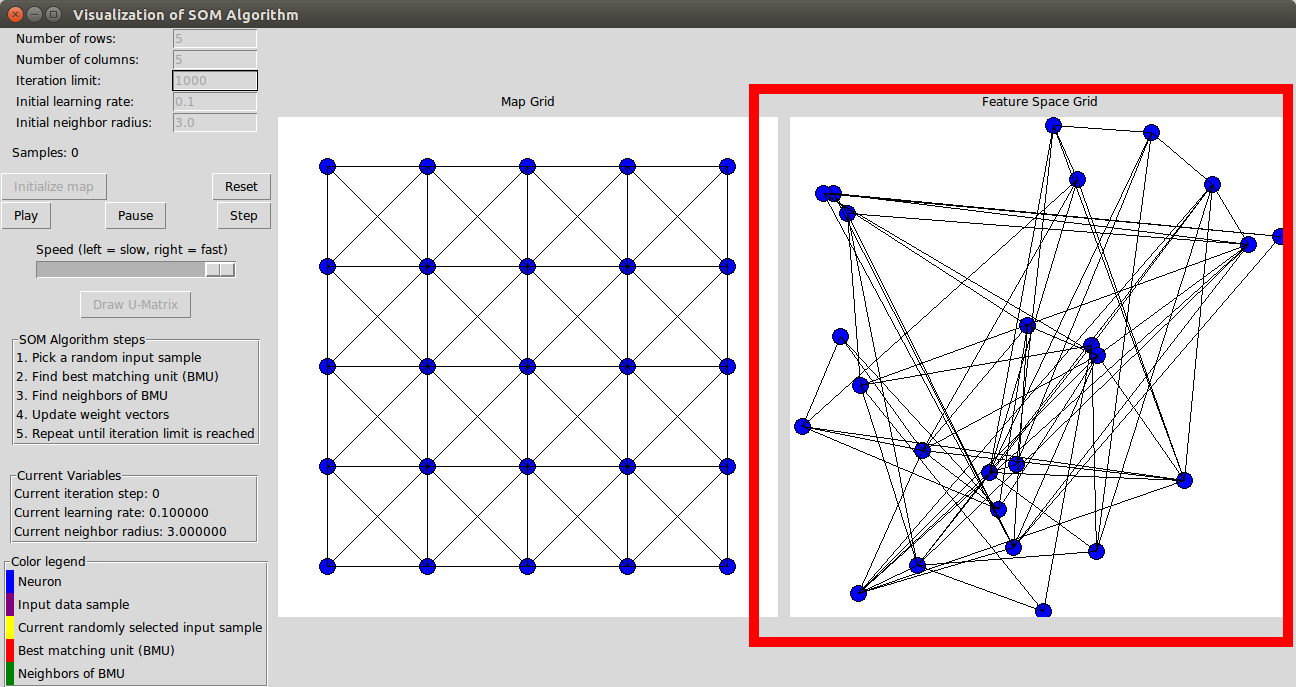 Visualization of SOM Algorithm
Number of rows: 5
Number of columns: 5
Iteration limit: 1000
Initial learning rate: 0.1
Initial neighbor radius: 3.0
Samples: 0
Initialize map Reset
Play Pause Step
Speed (left = slow, right = fast)
Draw U-Matrix
SOM Algorithm steps
1. Pick a random input sample
2. Find best matching unit (BMU)
3. Find neighbors of BMU
4. Update weight vectors
5. Repeat until iteration limit is reached
Current Variables
Current iteration step: 0
Current learning rate: 0.100000
Current neighbor radius: 3.000000
Color legend
Neuron
Input data sample
Current randomly selected input sample
Best matching unit (BMU)
Neighbors of BMU
Map Grid
Feature Space Grid